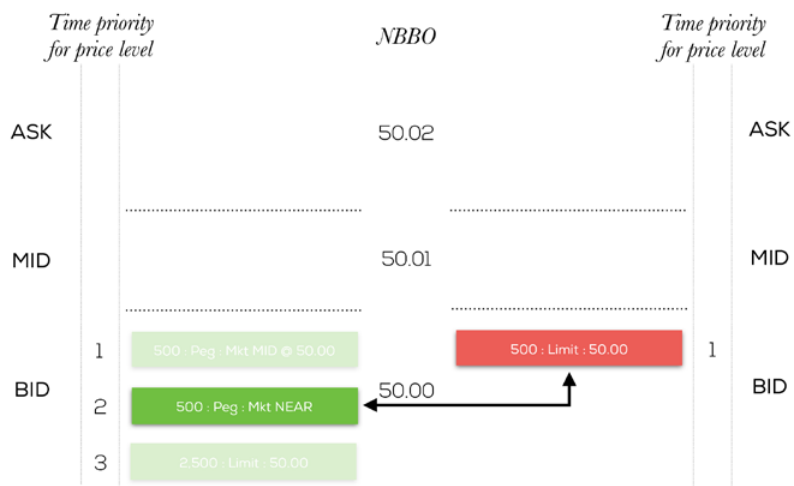 Time priority
for price level
NBBO
Time priority
for price level
ASK
50.02
ASK
MID
50.01
MID
1
500 : Peg : Mkt MID @ 50.00
500 : Limit : 50.00
1
BID
50.00
BID
2
500 : Peg : Mkt NEAR
3
2,500 : Limit : 50.00